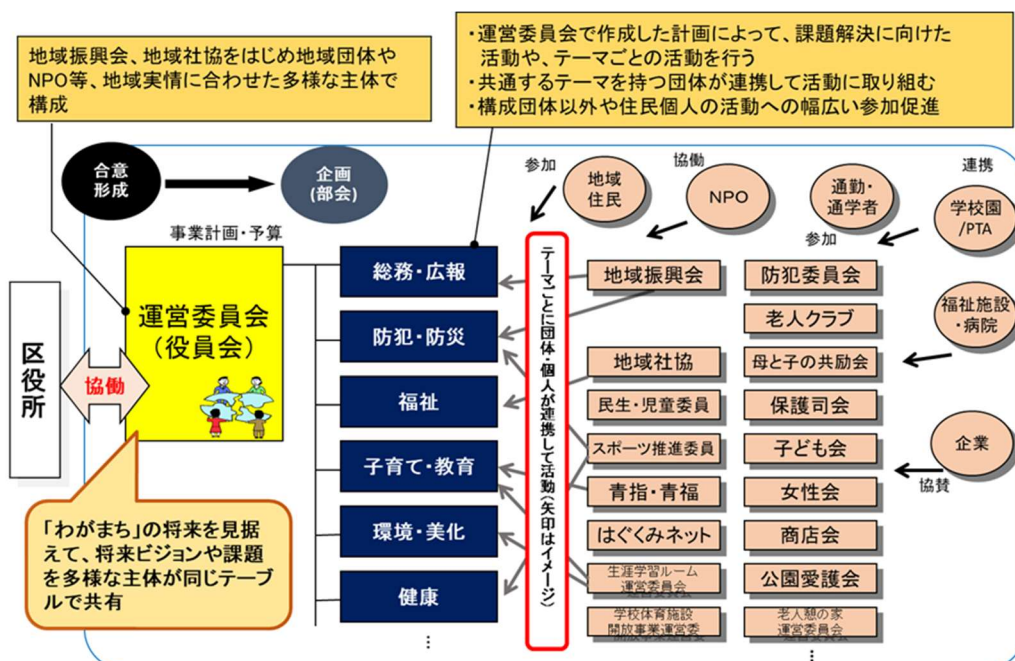 地域振興会、地域社協をはじめ地域団体や
NPO等、地域実情に合わせた多様な主体で
構成
・運営委員会で作成した計画によって、課題解決に向けた
活動や、テーマごとの活動を行う
・共通するテーマを持つ団体が連携して活動に取り組む
・構成団体以外や住民個人の活動への幅広い参加促進
合意
形成
企画
(部会)
事業計画・予算
参加
地域
住民
協働
NPO
通勤・
通学者
参加
連携
学校園
/PTA
区役所
協働
運営委員会
(役員会)
総務・広報
防犯・防災
福祉
子育て・教育
環境・美化
健康
…
テーマごとに団体・個人が連携して活動(矢印はイメージ)
地域振興会
地域社協
民生・児童委員
スポーツ推進委員
青指・青福
はぐくみネット
生涯学習ルーム
運営委員会
学校体育施設
開放事業運営委
防犯委員会
老人クラブ
母と子の共励会
保護司会
子ども会
女性会
商店会
公園愛護会
老人憩の家
運営委員会
…
福祉施設
・病院
企業
協賛
「わがまち」の将来を見据
えて、将来ビジョンや課題
を多様な主体が同じテーブ
ルで共有